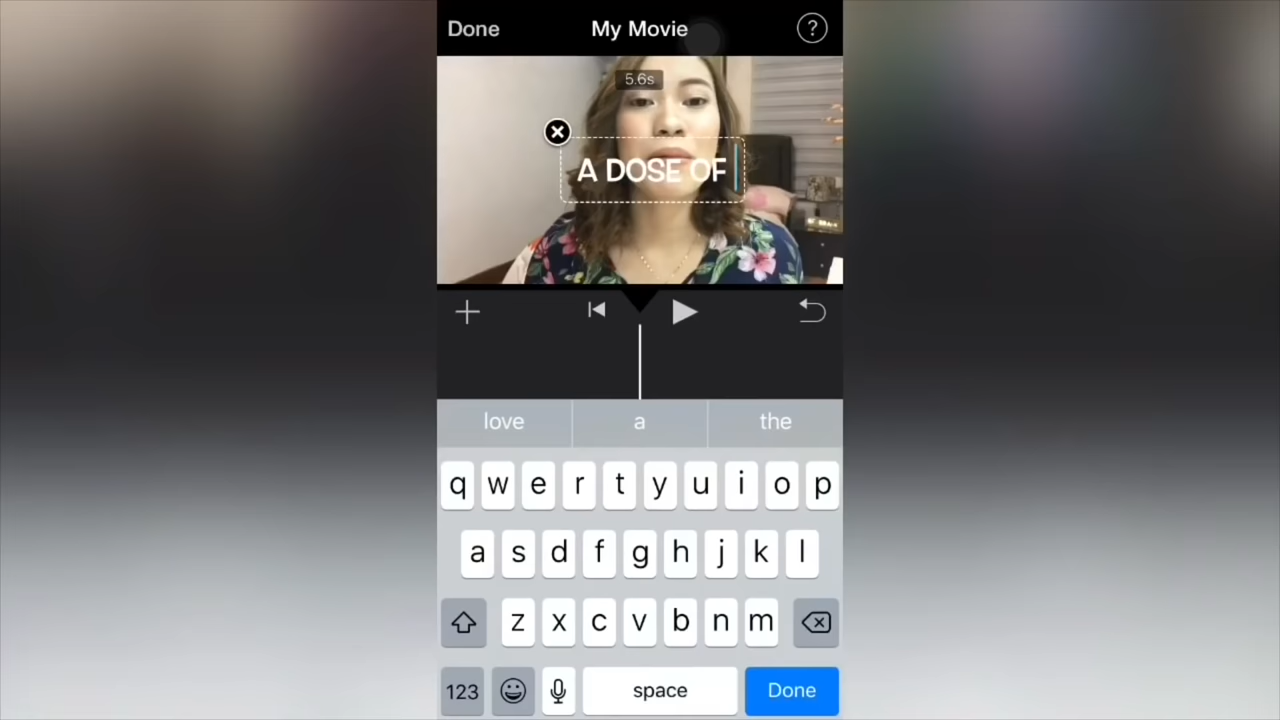 Done My Movie ?
5.6s
A DOSE OF
love a the
q w e r t y u i o p
a s d f g h j k l
z x c v b n m
123 space Done